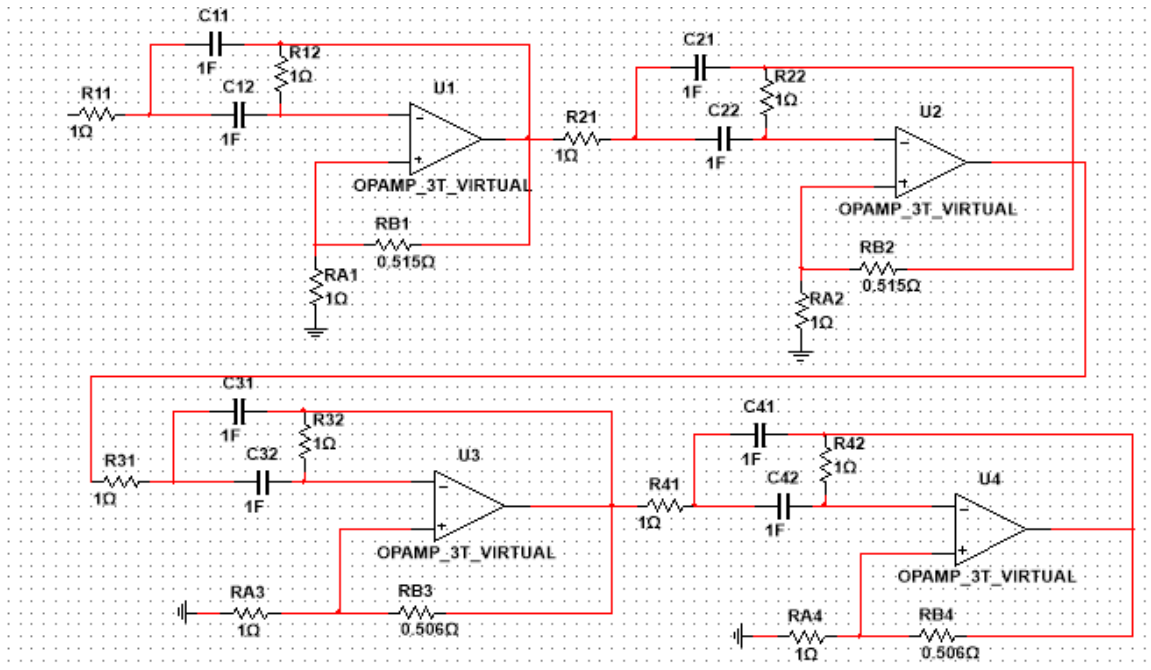 C11
1F
R12
1Ω
R11
1Ω
C12
1F
U1
OPAMP_3T_VIRTUAL
RB1
0.515Ω
RA1
1Ω
C21
1F
R22
1Ω
R21
1Ω
C22
1F
U2
OPAMP_3T_VIRTUAL
RB2
0.515Ω
RA2
1Ω
C31
1F
R32
1Ω
R31
1Ω
C32
1F
U3
OPAMP_3T_VIRTUAL
RA3
1Ω
RB3
0.506Ω
C41
1F
R42
1Ω
R41
1Ω
C42
1F
U4
OPAMP_3T_VIRTUAL
RA4
1Ω
RB4
0.506Ω